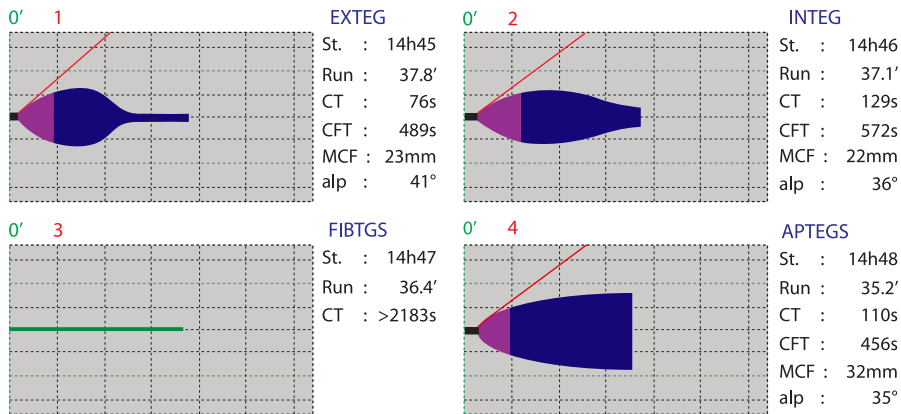 0' 1 EXTEG
St. : 14h45
Run : 37.8'
CT : 76s
CFT : 489s
MCF : 23mm
alp : 41°
0' 2 INTEG
St. : 14h46
Run : 37.1'
CT : 129s
CFT : 572s
MCF : 22mm
alp : 36°
0' 3 FIBTGS
St. : 14h47
Run : 36.4'
CT : >2183s
0' 4 APTEGS
St. : 14h48
Run : 35.2'
CT : 110s
CFT : 456s
MCF : 32mm
alp : 35°